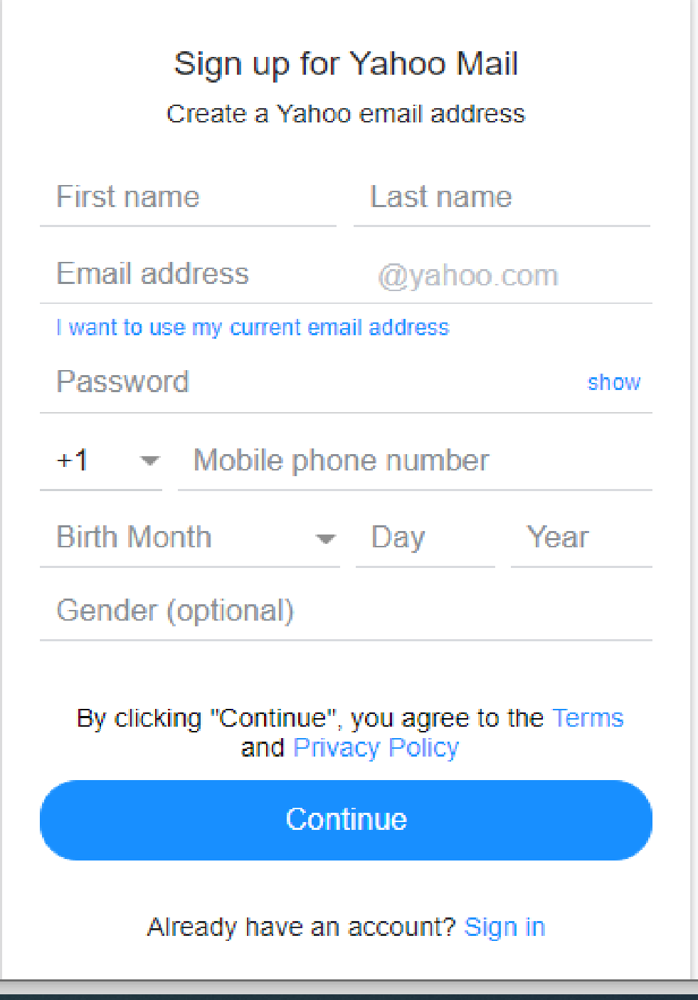 Sign up for Yahoo Mail
Create a Yahoo email address
First name Last name
Email address @yahoo.com
I want to use my current email address
Password show
+1 Mobile phone number
Birth Month Day Year
Gender (optional)
By clicking "Continue", you agree to the Terms
and Privacy Policy
Continue
Already have an account? Sign in